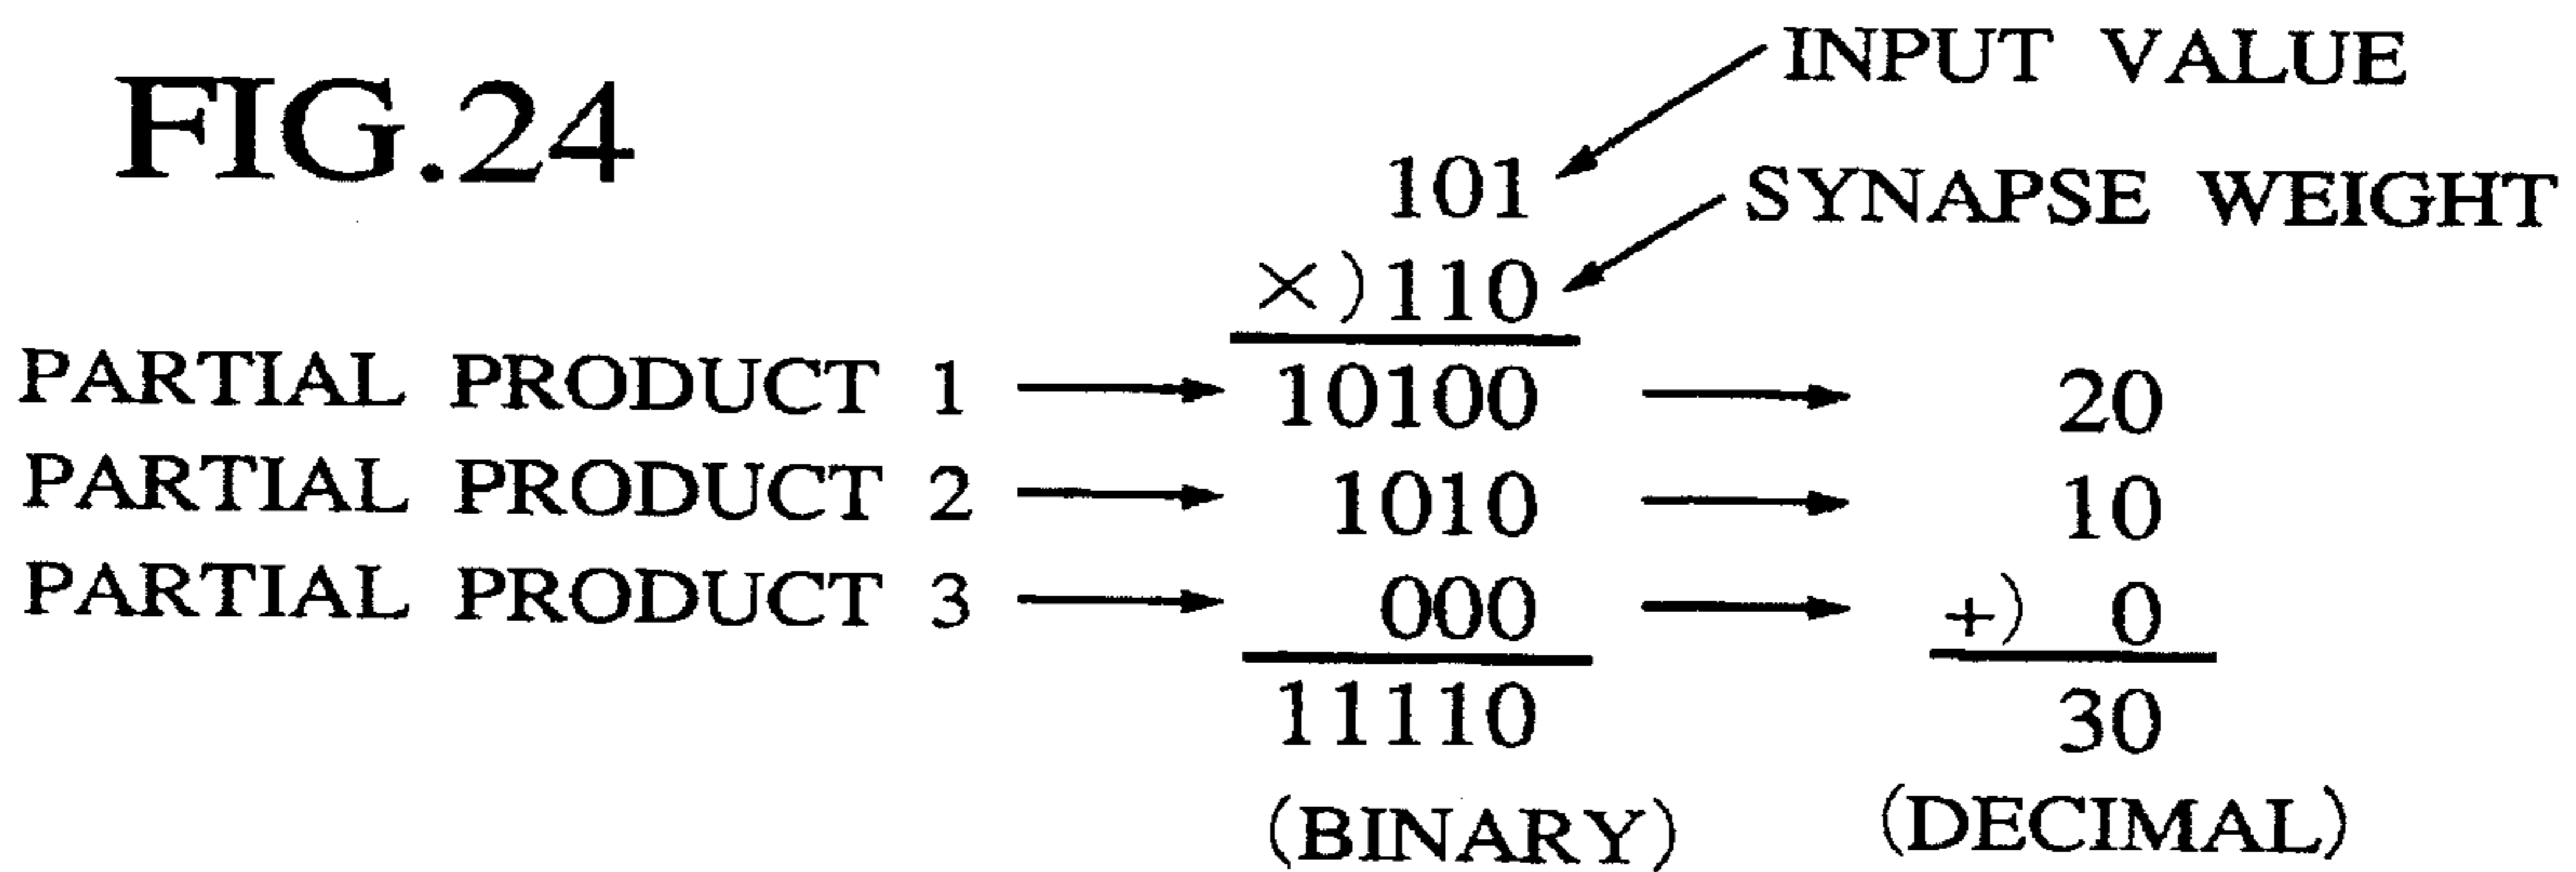 FIG.24
INPUT VALUE
101
SYNAPSE WEIGHT
×)110
PARTIAL PRODUCT 1 10100 20
PARTIAL PRODUCT 2 1010 10
PARTIAL PRODUCT 3 000 +) 0
11110 30
(BINARY) (DECIMAL)